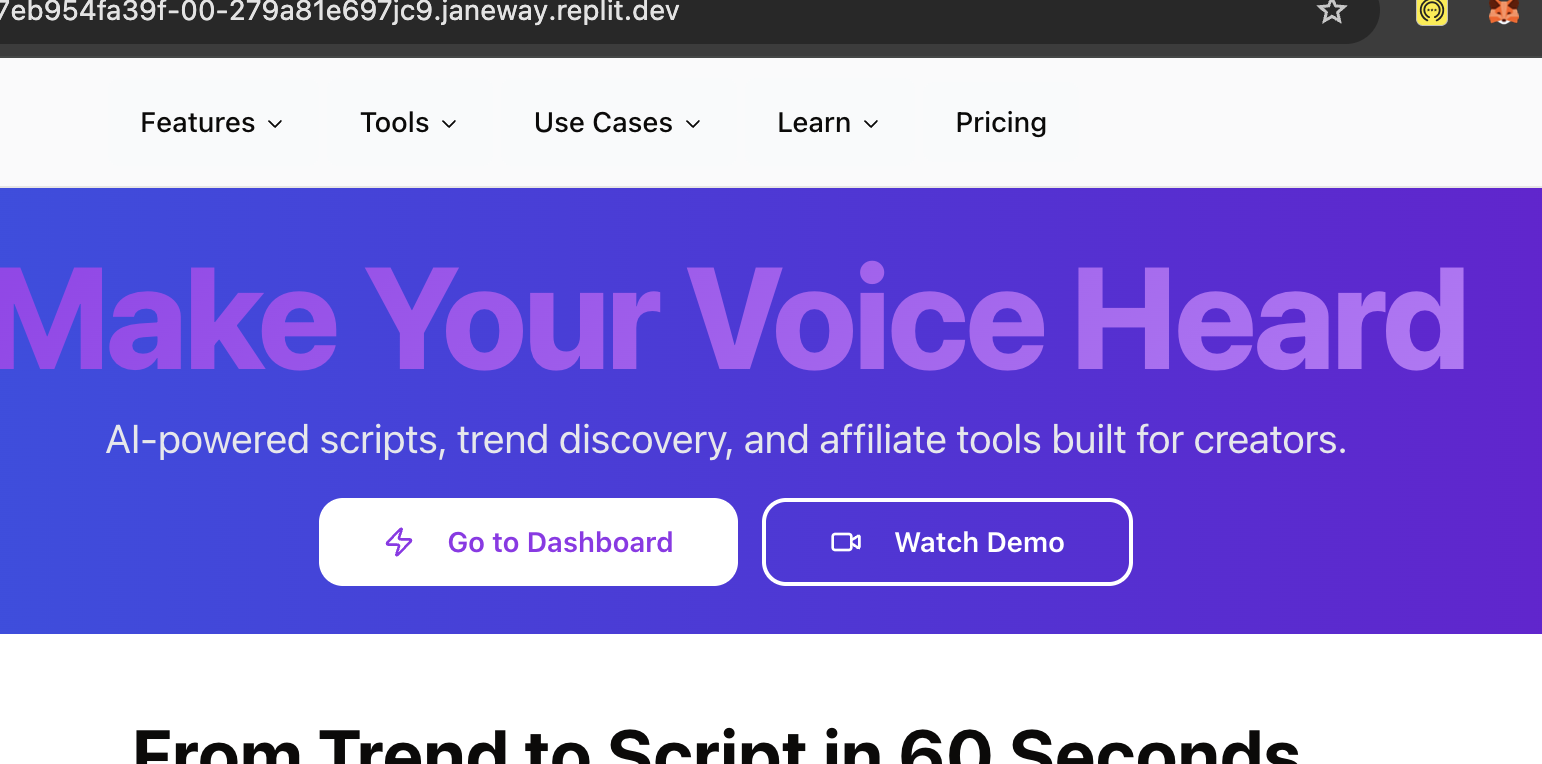 7eb954fa39f-00-279a81e697jc9.janeway.replit.dev
Features Tools Use Cases Learn Pricing
Make Your Voice Heard
AI-powered scripts, trend discovery, and affiliate tools built for creators.
Go to Dashboard Watch Demo
From Trend to Script in 60 Seconds